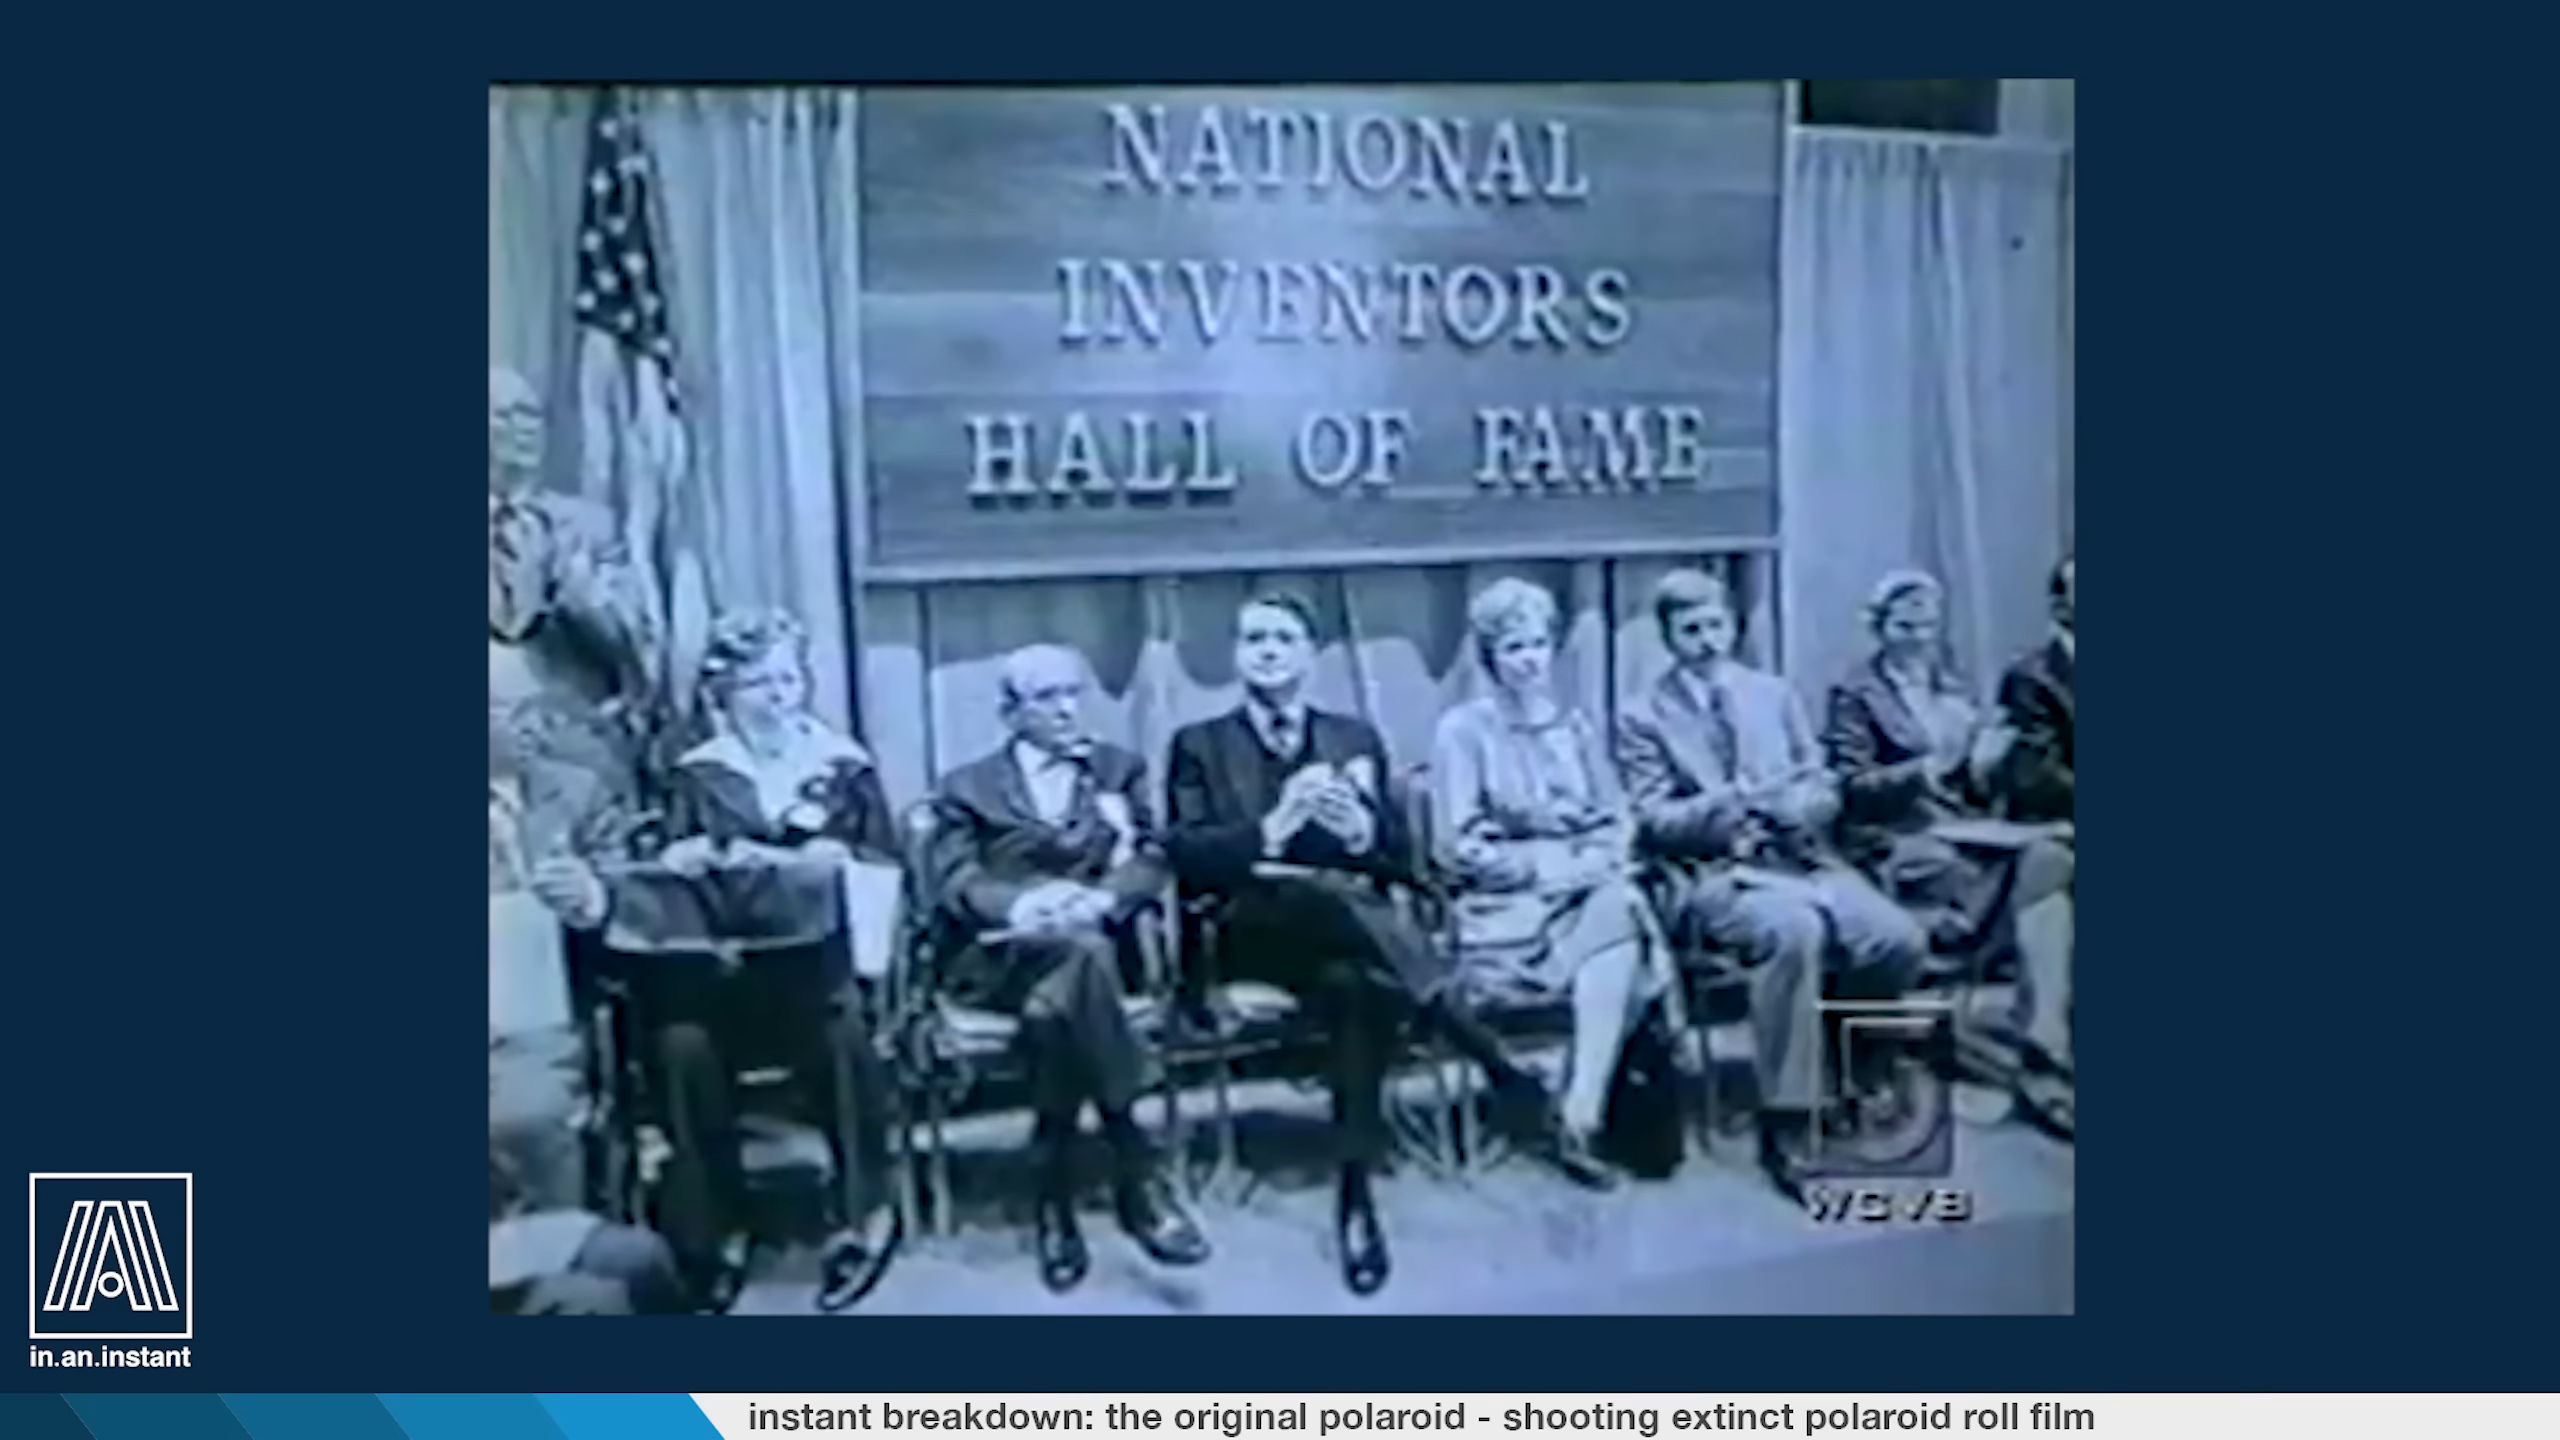 NATIONAL
INVENTORS
HALL OF FAME
WCVB
in.an.instant
instant breakdown: the original polaroid - shooting extinct polaroid roll film